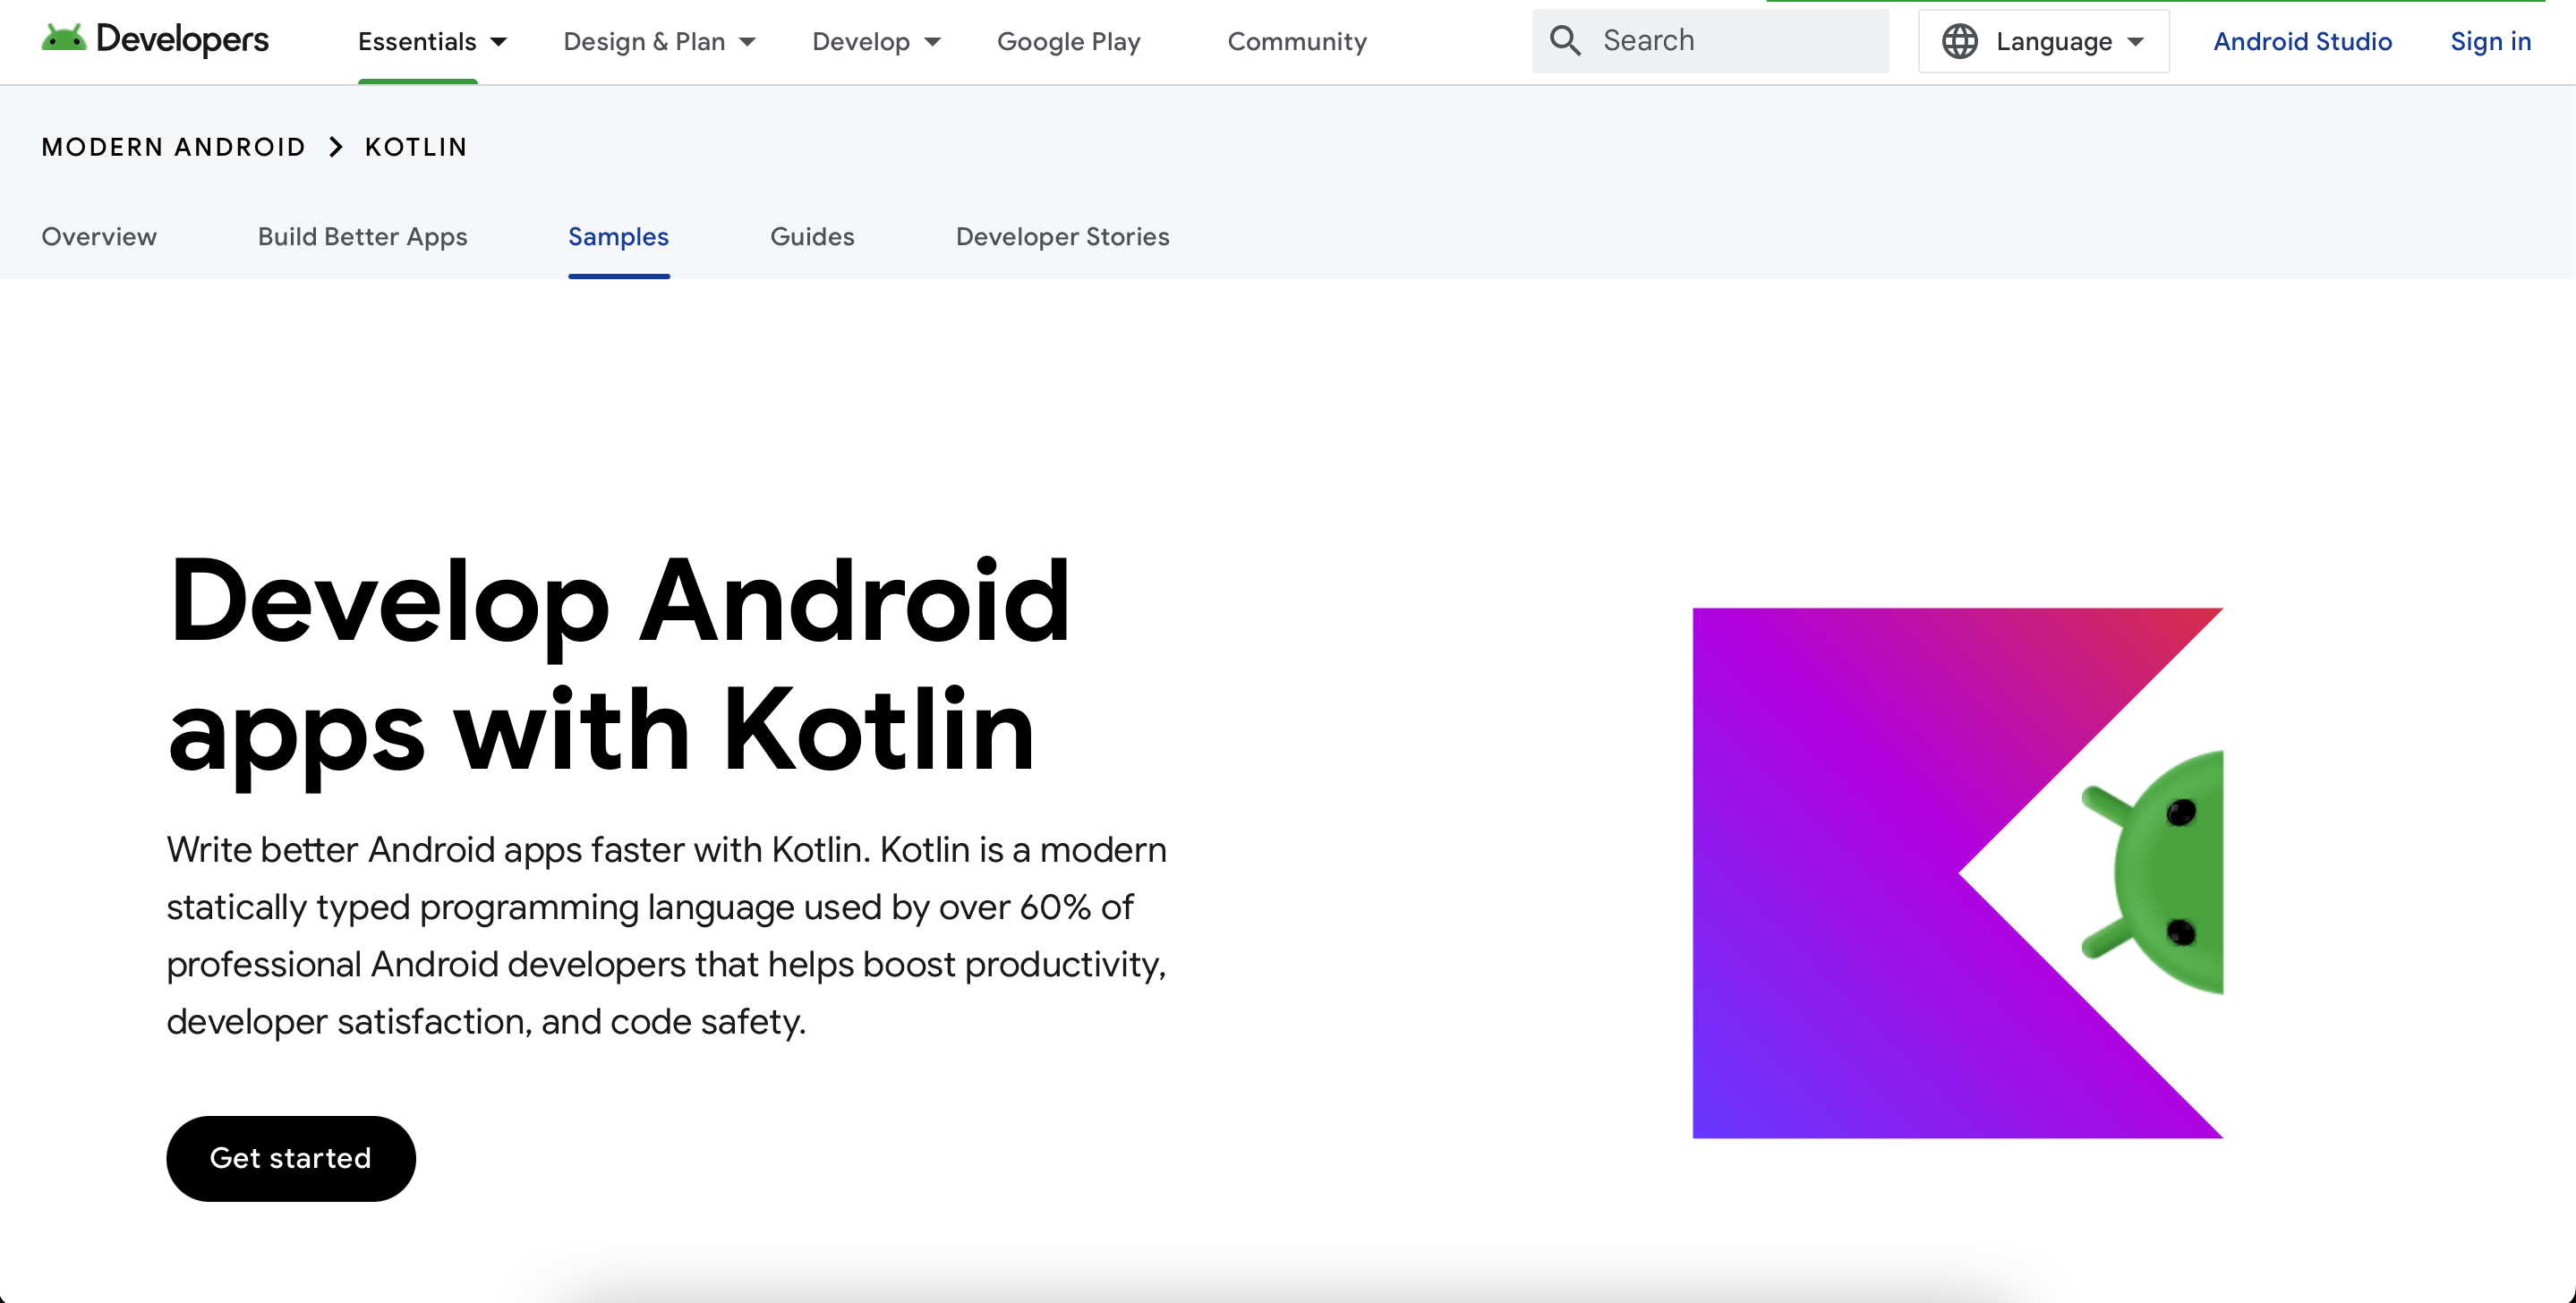 Developers Essentials Design & Plan Develop Google Play Community Search Language Android Studio Sign in
MODERN ANDROID KOTLIN
Overview Build Better Apps Samples Guides Developer Stories
Develop Android
apps with Kotlin
Write better Android apps faster with Kotlin. Kotlin is a modern
statically typed programming language used by over 60% of
professional Android developers that helps boost productivity,
developer satisfaction, and code safety.
Get started